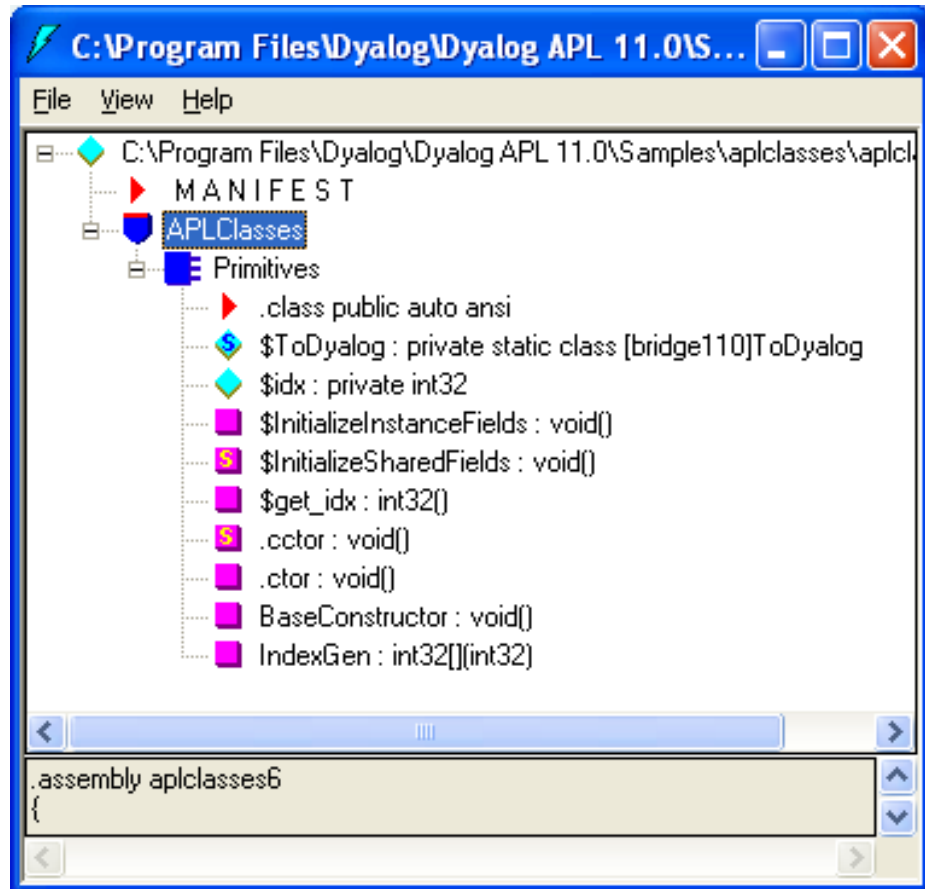 C:\Program Files\Dyalog\Dyalog APL 11.0\S...
File View Help
C:\Program Files\Dyalog\Dyalog APL 11.0\Samples\aplclasses\aplcl
M A N I F E S T
APLClasses
Primitives
.class public auto ansi
S $ToDyalog : private static class [bridge110]ToDyalog
$idx : private int32
$InitializeInstanceFields : void()
S $InitializeSharedFields : void()
$get_idx : int32()
S .cctor : void()
.ctor : void()
BaseConstructor : void()
IndexGen : int32[](int32)
.assembly aplclasses6
{